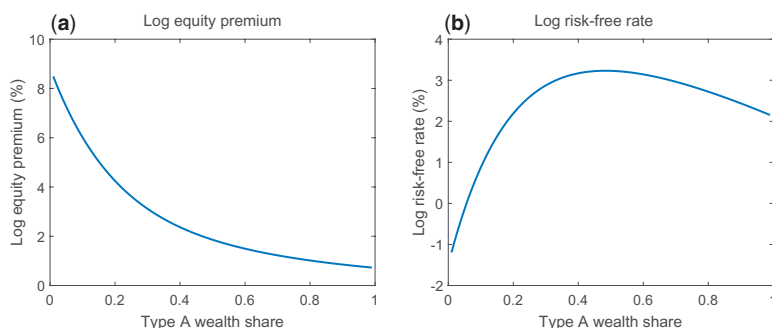 (a) Log equity premium
10
8
6
4
2
0
Log equity premium (%)
0 0.2 0.4 0.6 0.8 1
Type A wealth share
(b) Log risk-free rate
4
3
2
1
0
-1
-2
Log risk-free rate (%)
0 0.2 0.4 0.6 0.8 1
Type A wealth share